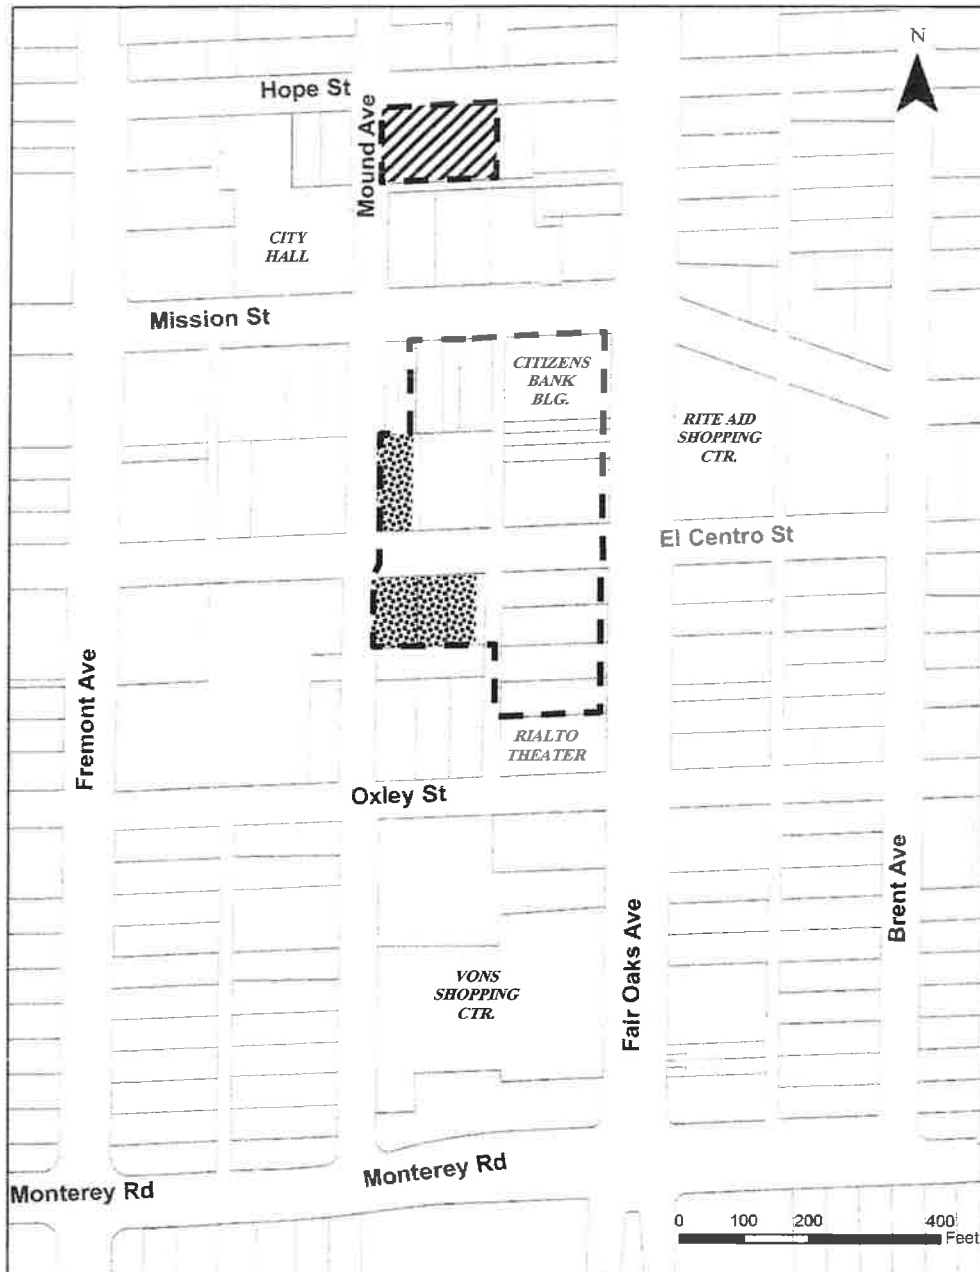 N
Hope St
Mound Ave
CITY
HALL
Mission St
CITIZENS
BANK
BLG.
RITE AID
SHOPPING
CTR.
El Centro St
Fremont Ave
RIALTO
THEATER
Oxley St
Brent Ave
Fair Oaks Ave
VONS
SHOPPING
CTR.
Monterey Rd
Monterey Rd
0 100 200 400
Feet